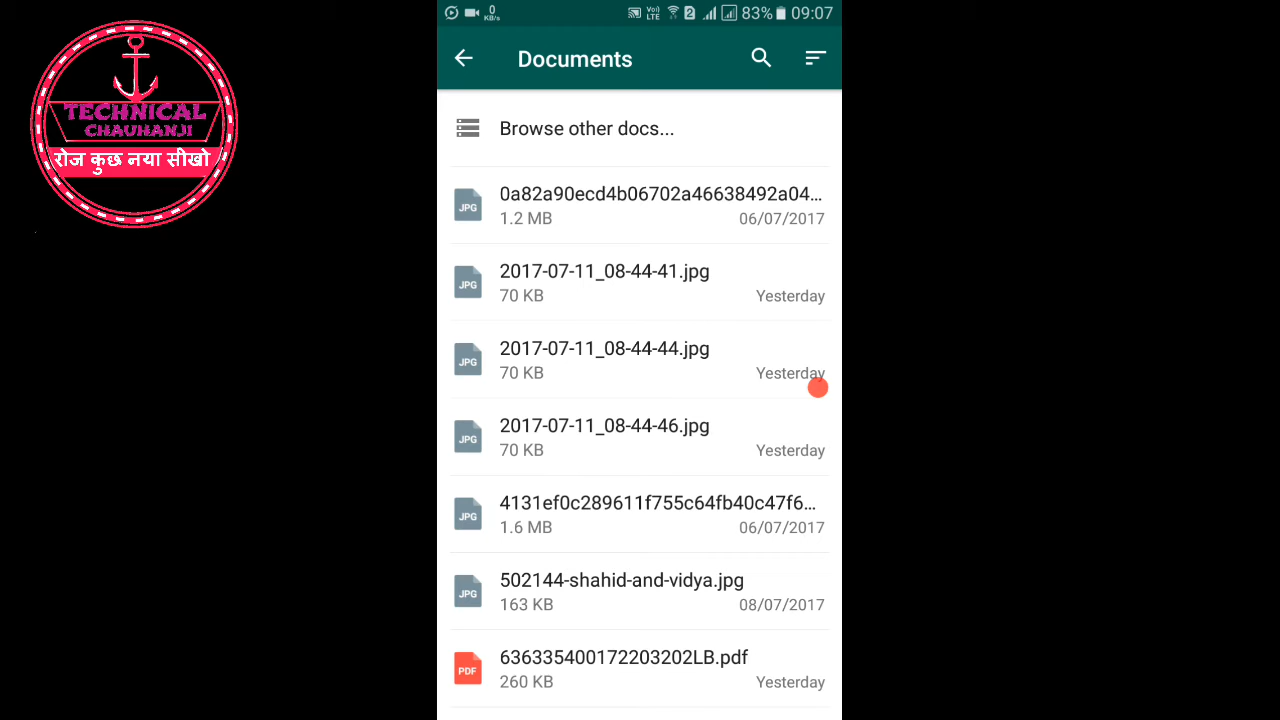 TECHNICAL
CHAUHANJI
रोज कुछ नया सीखो
0 KB/s
Vo) LTE 2 83% 09:07
Documents
Browse other docs...
0a82a90ecd4b06702a46638492a04...
JPG
1.2 MB 06/07/2017
2017-07-11_08-44-41.jpg
JPG
70 KB Yesterday
2017-07-11_08-44-44.jpg
JPG
70 KB Yesterday
2017-07-11_08-44-46.jpg
JPG
70 KB Yesterday
4131ef0c289611f755c64fb40c47f6...
JPG
1.6 MB 06/07/2017
502144-shahid-and-vidya.jpg
JPG
163 KB 08/07/2017
636335400172203202LB.pdf
PDF
260 KB Yesterday